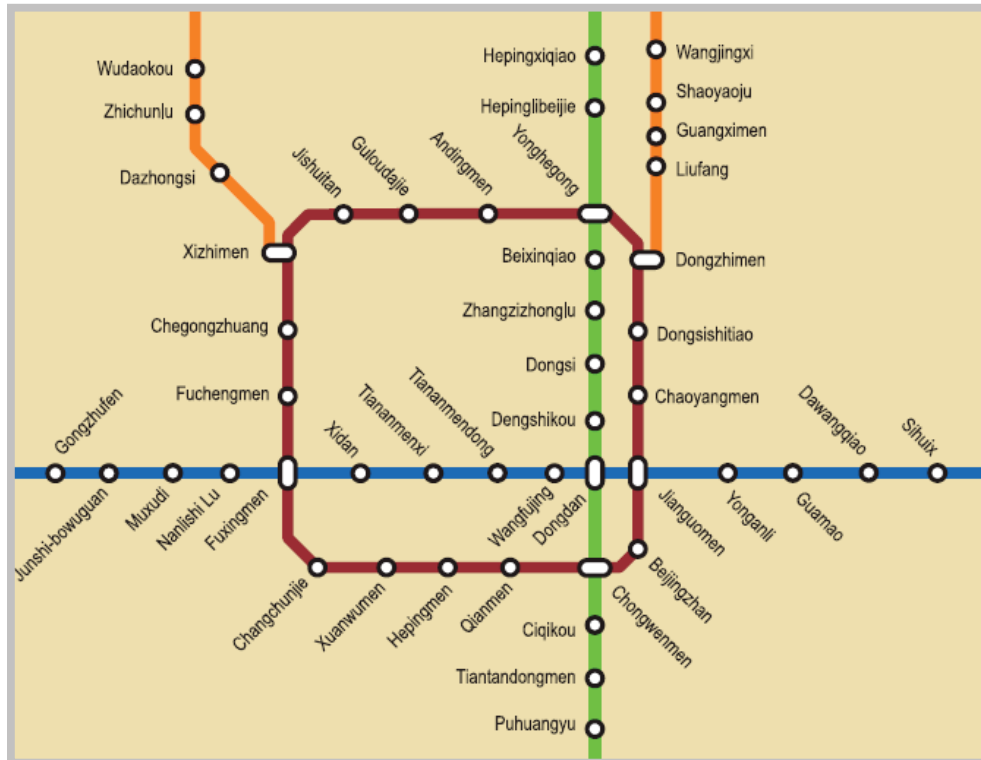 Wudaokou
Zhichunlu
Dazhongsi
Xizhimen
Jishuitan
Guloudajie
Andingmen
Yonghegong
Hepingxiqiao
Hepinglibeijie
Wangjingxi
Shaoyaoju
Guangximen
Liufang
Dongzhimen
Beixinqiao
Zhangzizhonglu
Dongsi
Dengshikou
Dongsishitiao
Chaoyangmen
Chegongzhuang
Fuchengmen
Gongzhufen
Junshi-bowuguan
Muxudi
Nanlishi Lu
Fuxingmen
Xidan
Tiananmenxi
Tiananmendong
Wangfujing
Dongdan
Jianguomen
Yonganli
Guamao
Dawangqiao
Sihuix
Changchunjie
Xuanwumen
Hepingmen
Qianmen
Chongwenmen
Beijingzhan
Ciqikou
Tiantandongmen
Puhuangyu